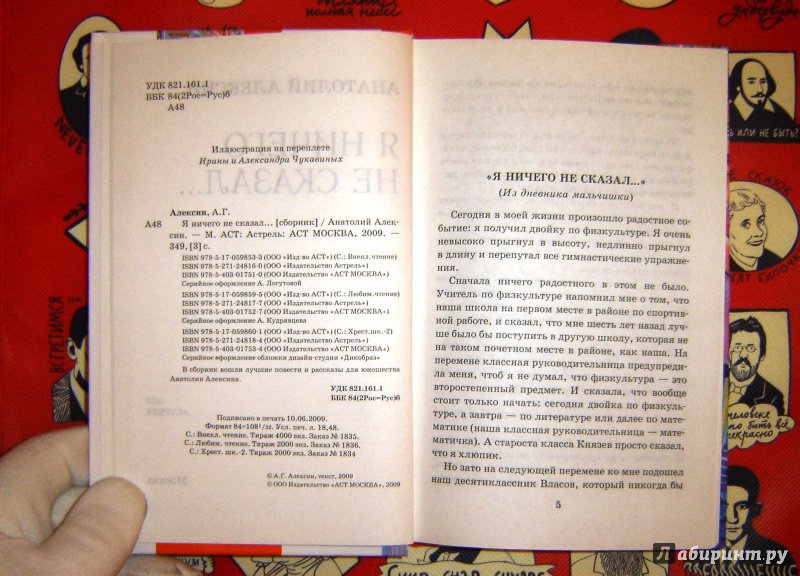 УДК 821.161.1
ББК 84(2Рос=Рус)6
А48
Иллюстрация на переплете
Ирины и Александра Чукавиных
Алексин, А.Г.
А48 Я ничего не сказал... [сборник] / Анатолий Алек-
син. — М. АСТ: Астрель: АСТ МОСКВА, 2009. —
349, [3] с.
ISBN 978-5-17-059853-3 (ООО «Изд-во АСТ») (С.: Внекл.чтение)
ISBN 978-5-271-24816-0 (ООО «Издательство Астрель»)
ISBN 978-5-403-01751-0 (ООО «Издательство «АСТ МОСКВА»)
Серийное оформление А. Логутовой
ISBN 978-5-17-059859-5 (ООО «Изд-во АСТ») (С.: Любим.чтение)
ISBN 978-5-271-24817-7 (ООО «Издательство Астрель»)
ISBN 978-5-403-01752-7 (ООО «Издательство «АСТ МОСКВА»)
Серийное оформление А. Кудрявцева
ISBN 978-5-17-059860-1 (ООО «Изд-во АСТ») (С.: Хрест.шк.-2)
ISBN 978-5-271-24818-4 (ООО «Издательство Астрель»)
ISBN 978-5-403-01753-4 (ООО «Издательство «АСТ МОСКВА»)
Серийное оформление обложки дизайн-студия «Дикобраз»
В сборник вошли лучшие повести и рассказы для юношества
Анатолия Алексина.
УДК 821.161.1
ББК 84(2Рос=Рус)6
Подписано в печать 10.06.2009.
Формат 84×108¹/₃₂. Усл. печ. л. 18,48.
С.: Внекл. чтение. Тираж 4000 экз. Заказ № 1835.
С.: Любим. чтение. Тираж 2000 экз. Заказ № 1836.
С.: Хрест. шк.-2. Тираж 2000 экз. Заказ № 1834
© А.Г. Алексин, текст, 2009
© ООО Издательство «АСТ МОСКВА», 2009
«Я НИЧЕГО НЕ СКАЗАЛ...»
(Из дневника мальчишки)
Сегодня в моей жизни произошло радостное со-
бытие: я получил двойку по физкультуре. Я очень
невысоко прыгнул в высоту, недлинно прыгнул
в длину и перепутал все гимнастические упражне-
ния.
Сначала ничего радостного в этом не было.
Учитель по физкультуре напомнил мне о том, что
наша школа на первом месте в районе по спортив-
ной работе, и сказал, что мне шесть лет назад луч-
ше было бы поступить в другую школу, которая не
на таком почетном месте в районе, как наша. На
перемене классная руководительница предупреди-
ла меня, чтоб я не думал, что физкультура — это
второстепенный предмет. И сказала, что вообще
стоит только начать: сегодня двойка по физкуль-
туре, а завтра — по литературе или даже по мате-
матике (наша классная руководительница — мате-
матичка). А староста класса Князев просто сказал,
что я хлюпик.
Но зато на следующей перемене ко мне подошел
наш десятиклассник Власов, который никогда бы
5
Лабиринт.ру